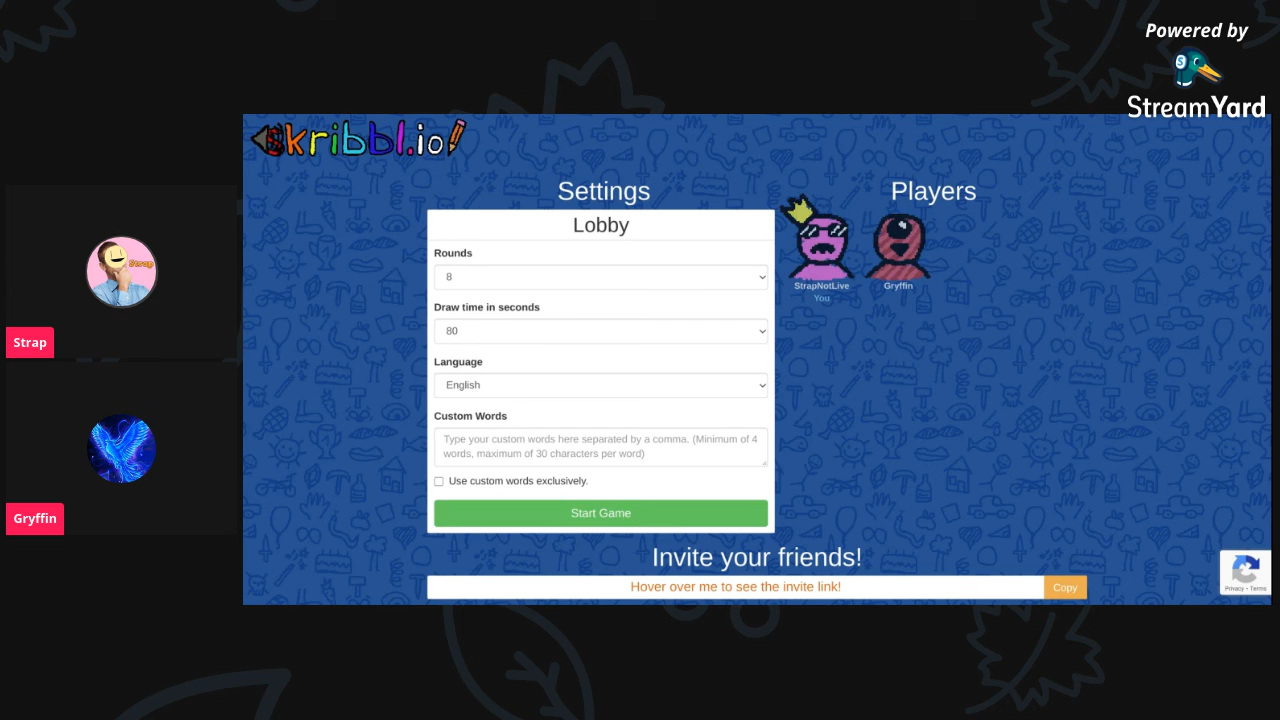 Powered by
StreamYard
skribbl.io
Settings
Players
Lobby
Rounds
8
Draw time in seconds
80
Language
English
Custom Words
Type your custom words here separated by a comma. (Minimum of 4
words, maximum of 30 characters per word)
Use custom words exclusively.
Start Game
StrapNotLive
You
Gryffin
Strap
Strap
Gryffin
Invite your friends!
Hover over me to see the invite link!
Copy
Privacy - Terms